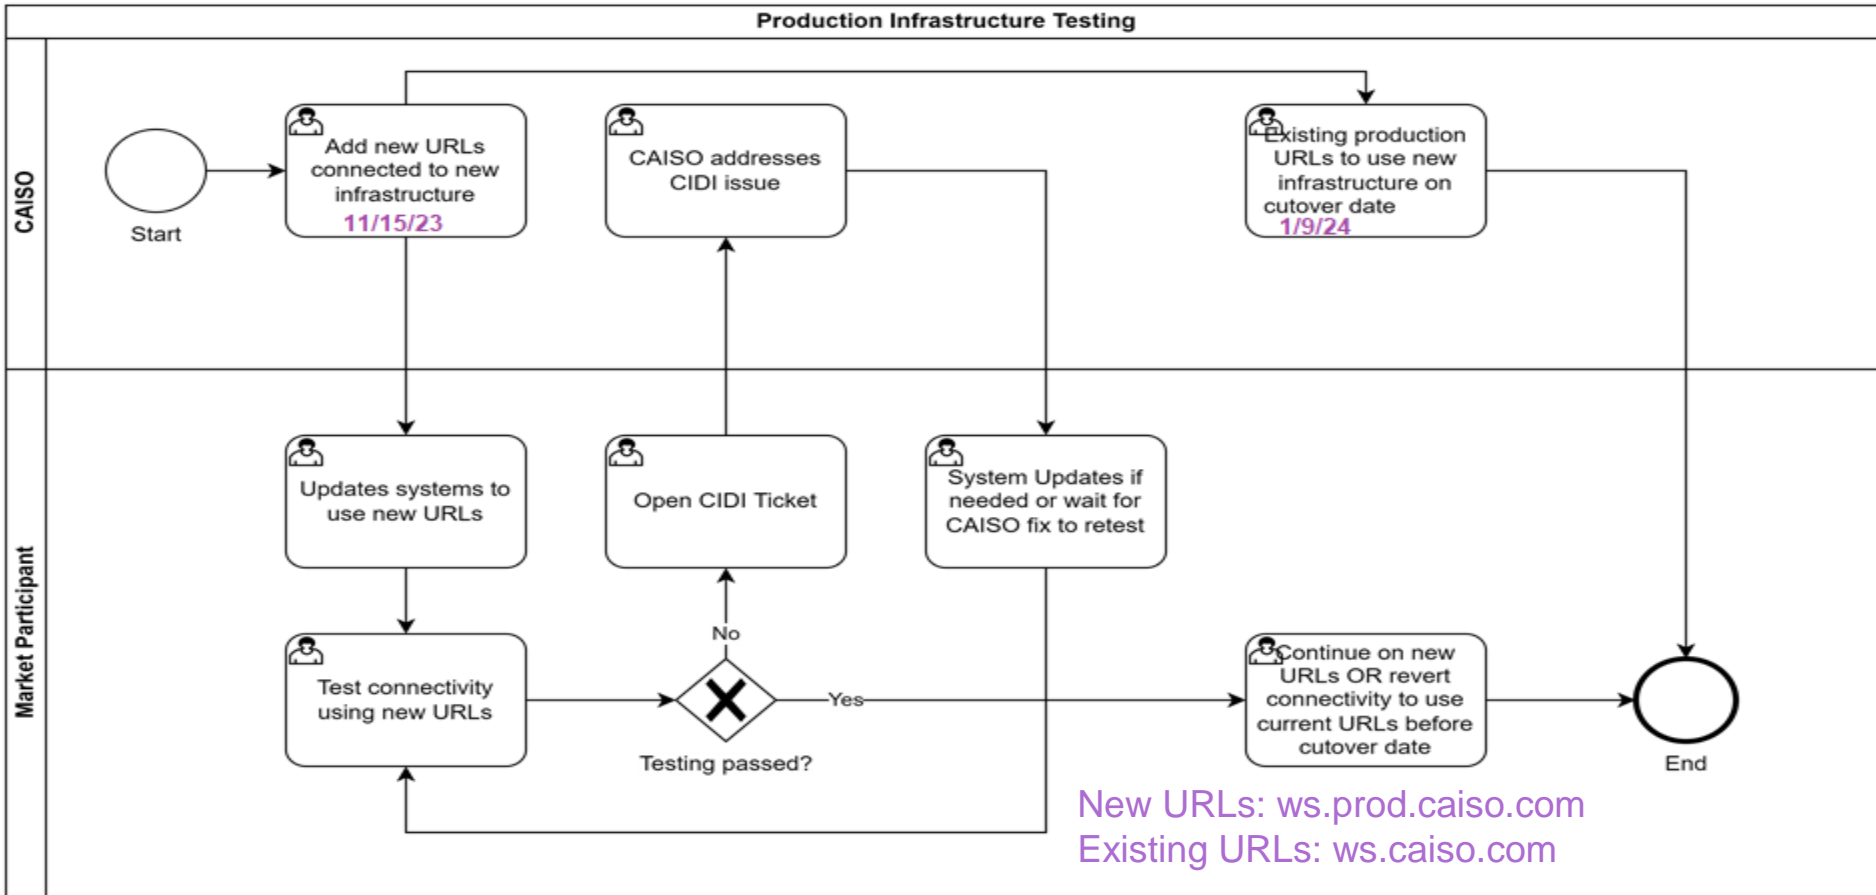 Production Infrastructure Testing
CAISO
Start
Add new URLs
connected to new
infrastructure
11/15/23
CAISO addresses
CIDI issue
Existing production
URLs to use new
infrastructure on
cutover date
1/9/24
Market Participant
Updates systems to
use new URLs
Open CIDI Ticket
System Updates if
needed or wait for
CAISO fix to retest
Test connectivity
using new URLs
No
Yes
Testing passed?
Continue on new
URLs OR revert
connectivity to use
current URLs before
cutover date
End
New URLs: ws.prod.caiso.com
Existing URLs: ws.caiso.com